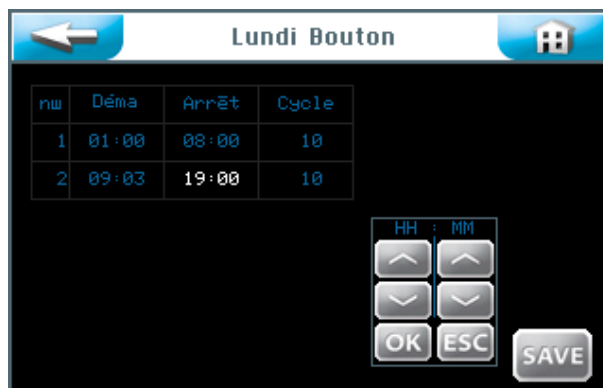 Lundi Bouton
nw Déma Arrēt Cycle
1 01:00 08:00 10
2 09:03 19:00 10
HH : MM
OK ESC
SAVE